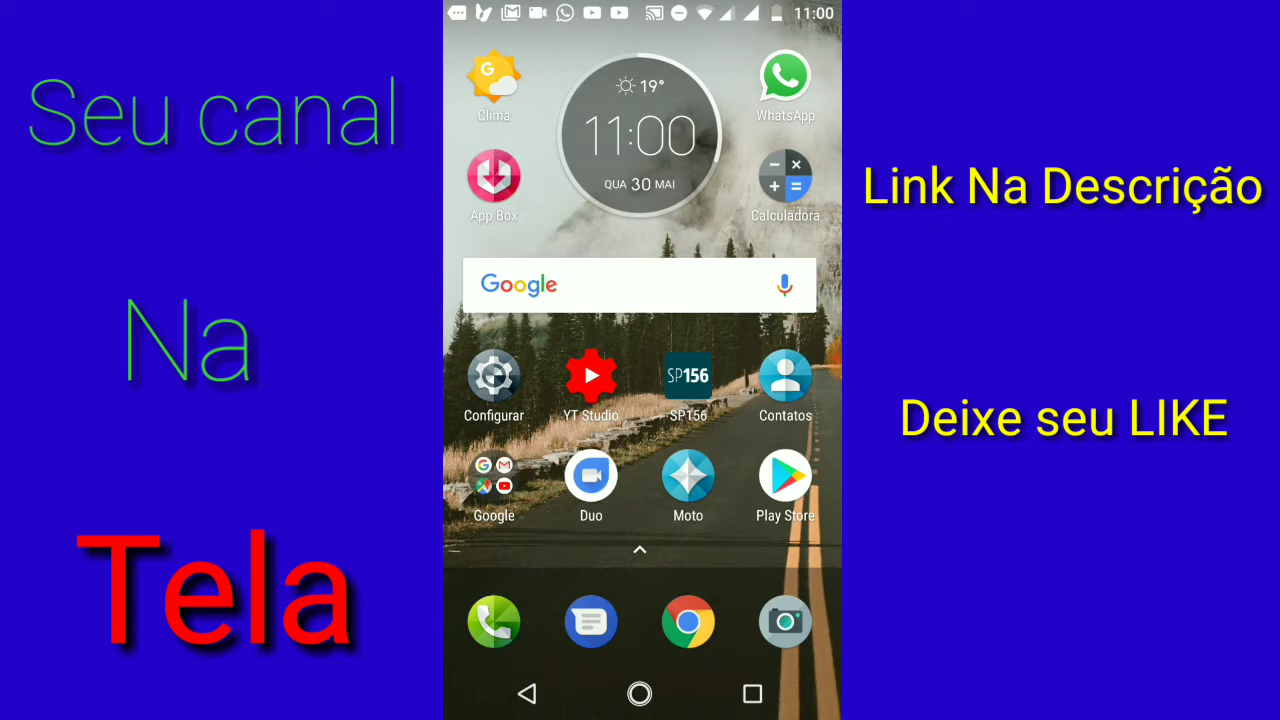 Seu canal
Na
Tela
11:00
Clima
19°
11:00
QUA 30 MAI
WhatsApp
App Box
Calculadora
Google
Configurar
YT Studio
SP156
SP156
Contatos
Google
Duo
Moto
Play Store
Link Na Descrição
Deixe seu LIKE